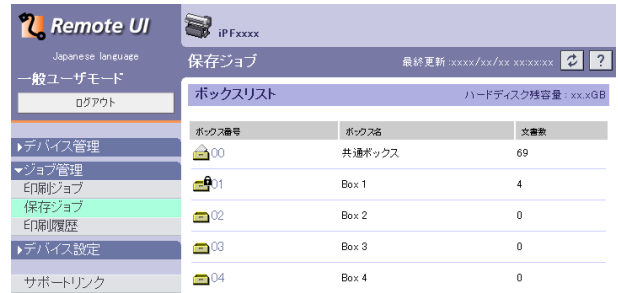 Remote UI
Japanese language
一般ユーザモード
ログアウト
▶デバイス管理
▼ジョブ管理
印刷ジョブ
保存ジョブ
印刷履歴
▶デバイス設定
サポートリンク
iPFxxxx
保存ジョブ
最終更新 :xxxx/xx/xx xx:xx:xx
?
ボックスリスト
ハードディスク残容量 : xx.xGB
ボックス番号 ボックス名 文書数
00 共通ボックス 69
01 Box 1 4
02 Box 2 0
03 Box 3 0
04 Box 4 0